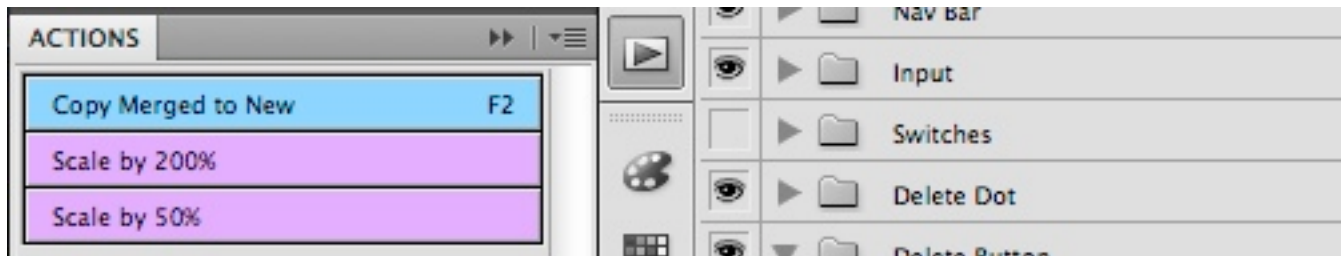 ACTIONS
Copy Merged to New F2
Scale by 200%
Scale by 50%
Nav Bar
Input
Switches
Delete Dot
Delete Button